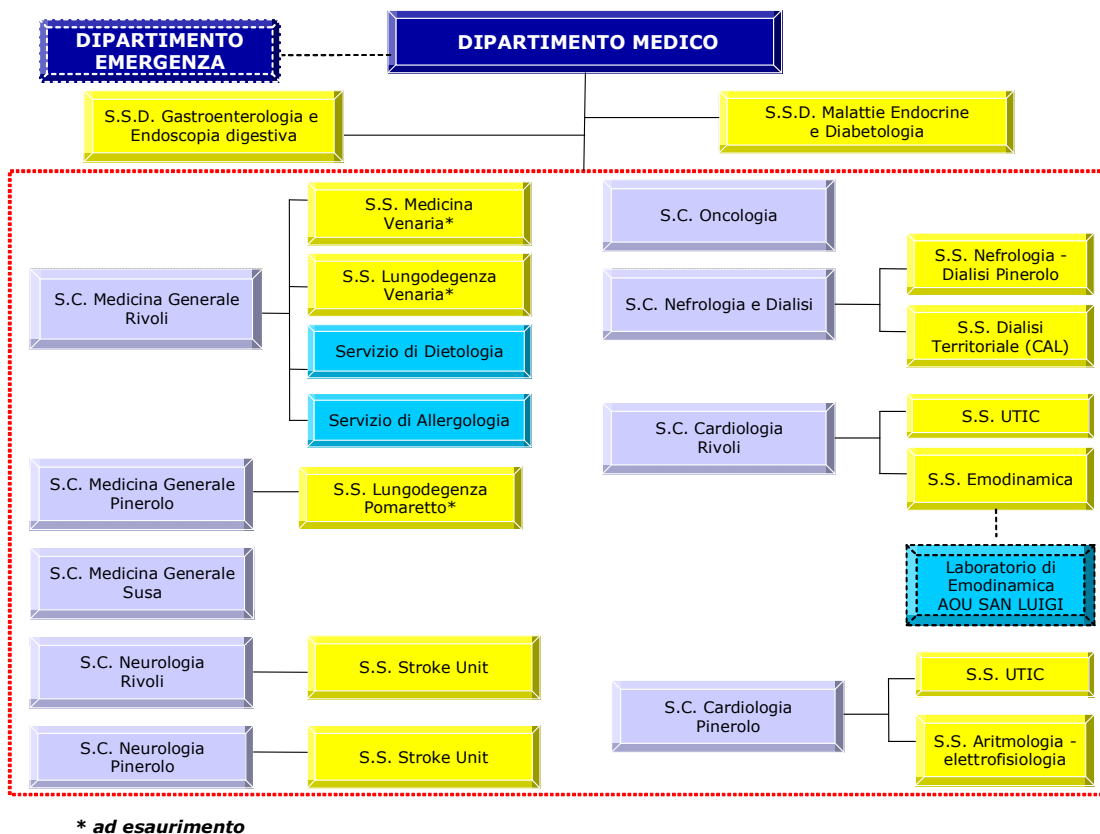 DIPARTIMENTO
EMERGENZA
DIPARTIMENTO MEDICO
S.S.D. Gastroenterologia e
Endoscopia digestiva
S.S.D. Malattie Endocrine
e Diabetologia
S.C. Medicina Generale
Rivoli
S.S. Medicina
Venaria*
S.S. Lungodegenza
Venaria*
Servizio di Dietologia
Servizio di Allergologia
S.C. Medicina Generale
Pinerolo
S.S. Lungodegenza
Pomaretto*
S.C. Medicina Generale
Susa
S.C. Neurologia
Rivoli
S.S. Stroke Unit
S.C. Neurologia
Pinerolo
S.S. Stroke Unit
S.C. Oncologia
S.C. Nefrologia e Dialisi
S.S. Nefrologia -
Dialisi Pinerolo
S.S. Dialisi
Territoriale (CAL)
S.C. Cardiologia
Rivoli
S.S. UTIC
S.S. Emodinamica
Laboratorio di
Emodinamica
AOU SAN LUIGI
S.C. Cardiologia
Pinerolo
S.S. UTIC
S.S. Aritmologia -
elettrofisiologia
* ad esaurimento